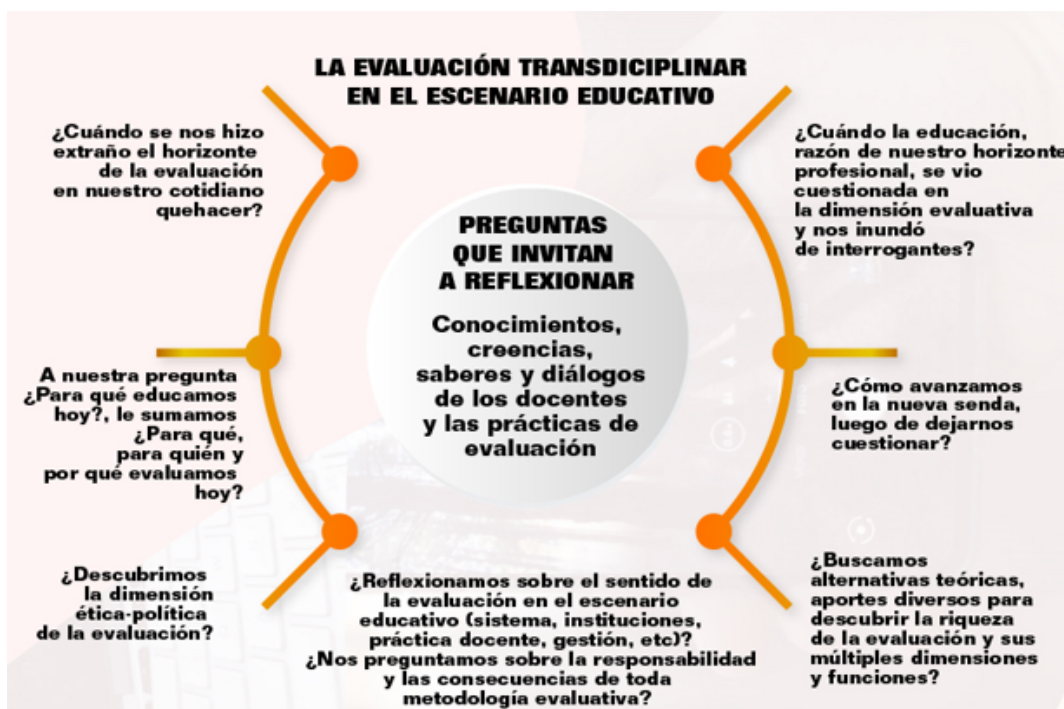 LA EVALUACIÓN TRANSDICIPLINAR
EN EL ESCENARIO EDUCATIVO
¿Cuándo se nos hizo
extraño el horizonte
de la evaluación
en nuestro cotidiano
quehacer?
A nuestra pregunta
¿Para qué educamos
hoy?, le sumamos
¿Para qué,
para quién y
por qué evaluamos
hoy?
¿Descubrimos
la dimensión
ética-política
de la evaluación?
PREGUNTAS
QUE INVITAN
A REFLEXIONAR
Conocimientos,
creencias,
saberes y diálogos
de los docentes
y las prácticas de
evaluación
¿Reflexionamos sobre el sentido de
la evaluación en el escenario
educativo (sistema, instituciones,
práctica docente, gestión, etc)?
¿Nos preguntamos sobre la responsabilidad
y las consecuencias de toda
metodología evaluativa?
¿Cuándo la educación,
razón de nuestro horizonte
profesional, se vio
cuestionada en
la dimensión evaluativa
y nos inundó
de interrogantes?
¿Cómo avanzamos
en la nueva senda,
luego de dejarnos
cuestionar?
¿Buscamos
alternativas teóricas,
aportes diversos para
descubrir la riqueza
de la evaluación y sus
múltiples dimensiones
y funciones?